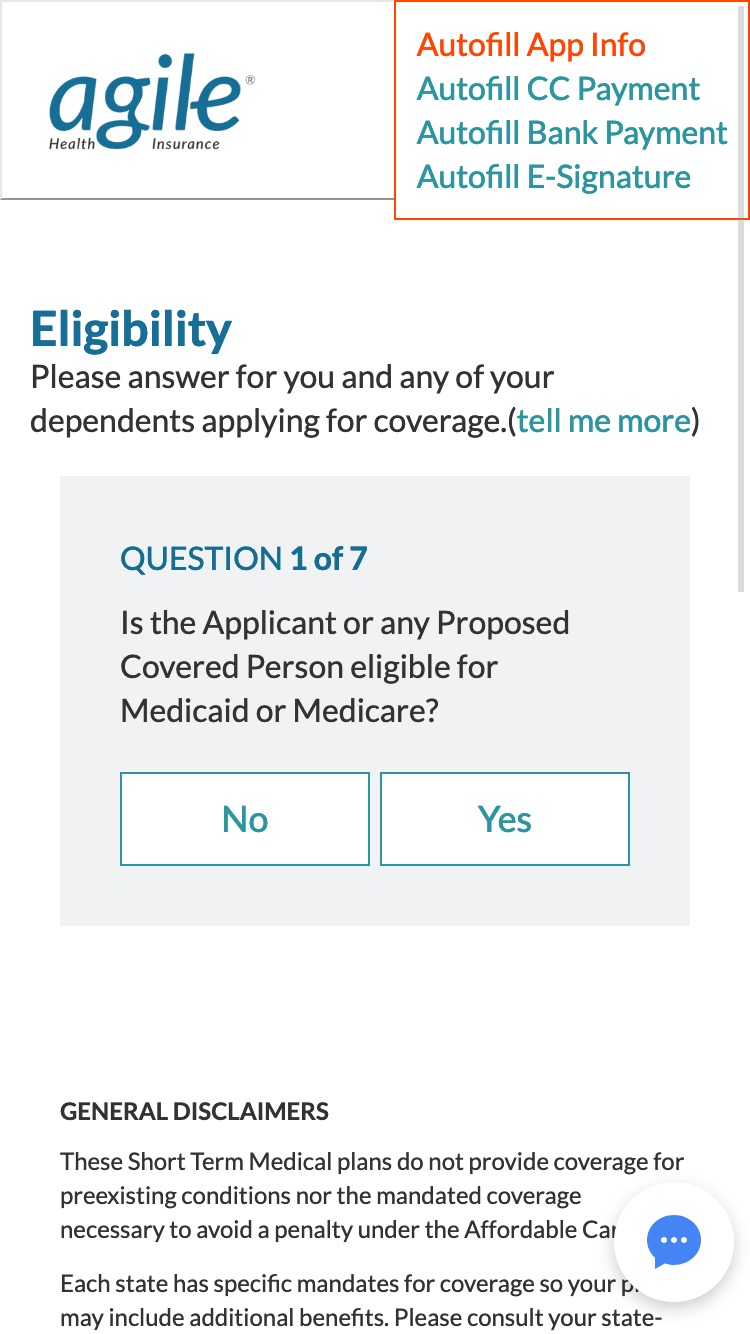 agile®
Health Insurance
Autofill App Info
Autofill CC Payment
Autofill Bank Payment
Autofill E-Signature
Eligibility
Please answer for you and any of your
dependents applying for coverage.(tell me more)
QUESTION 1 of 7
Is the Applicant or any Proposed
Covered Person eligible for
Medicaid or Medicare?
No Yes
GENERAL DISCLAIMERS
These Short Term Medical plans do not provide coverage for
preexisting conditions nor the mandated coverage
necessary to avoid a penalty under the Affordable
Each state has specific mandates for coverage so your
may include additional benefits. Please consult your state-